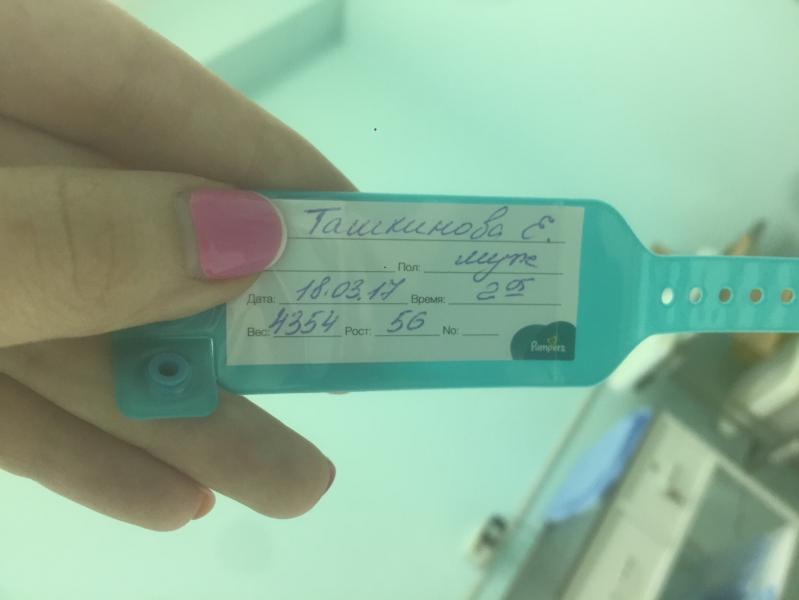 Ташкинова Е.
Пол: муж
Дата: 18.03.17 Время: 2 05
Вес: 4354 Рост: 56 No:
Pampers